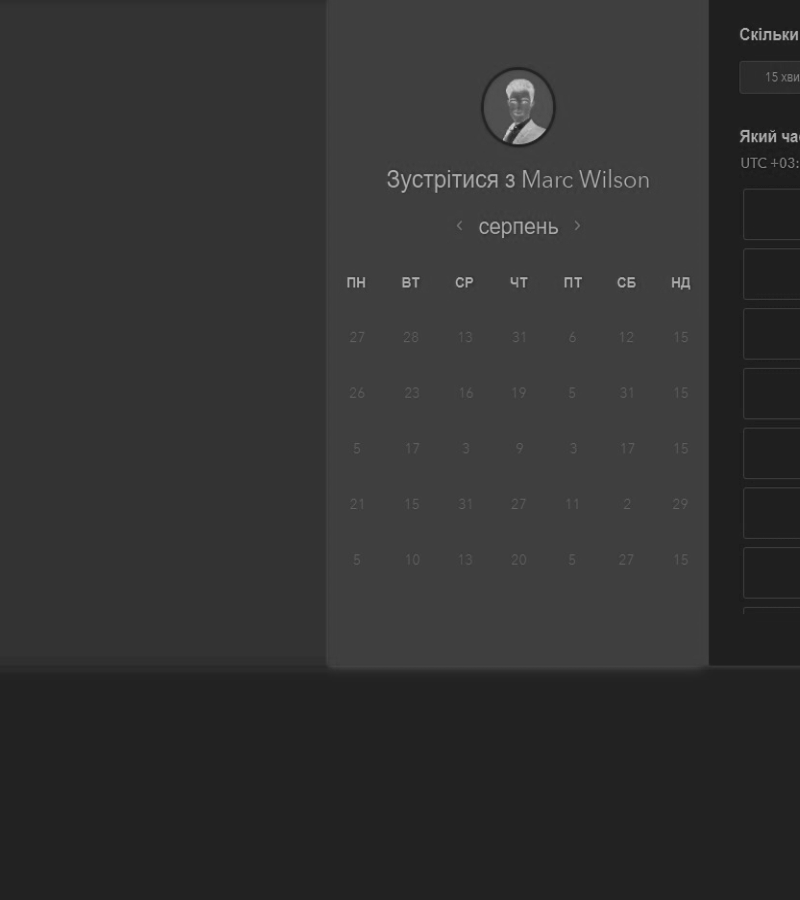 Зустрітися з Marc Wilson
серпень
ПН ВТ СР ЧТ ПТ СБ НД
27 28 13 31 6 12 15
26 23 16 19 5 31 15
5 17 3 9 3 17 15
21 15 31 27 11 2 29
5 10 13 20 5 27 15
Скільки
15 хви
Який ча
UTC +03: